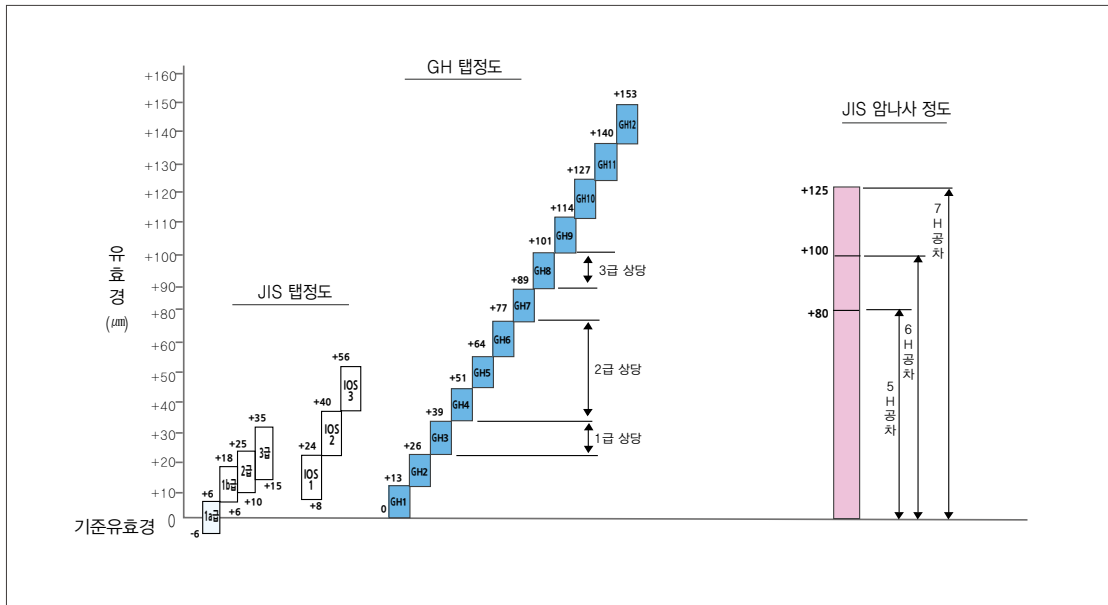 GH 탭정도
JIS 암나사 정도
JIS 탭정도
유효경
(㎛)
+160
+150
+140
+130
+120
+110
+100
+90
+80
+70
+60
+50
+40
+30
+20
+10
0
기준유효경
+6
1a급
-6
+18
1b급
+6
+25
2급
+10
+35
3급
+15
+24
IOS 1
+8
+40
IOS 2
+56
IOS 3
0
+13
GH1
+26
GH2
+39
GH3
+51
GH4
+64
GH5
+77
GH6
+89
GH7
+101
GH8
+114
GH9
+127
GH10
+140
GH11
+153
GH12
3급 상당
2급 상당
1급 상당
+125
+100
+80
5H공차
6H공차
7H공차